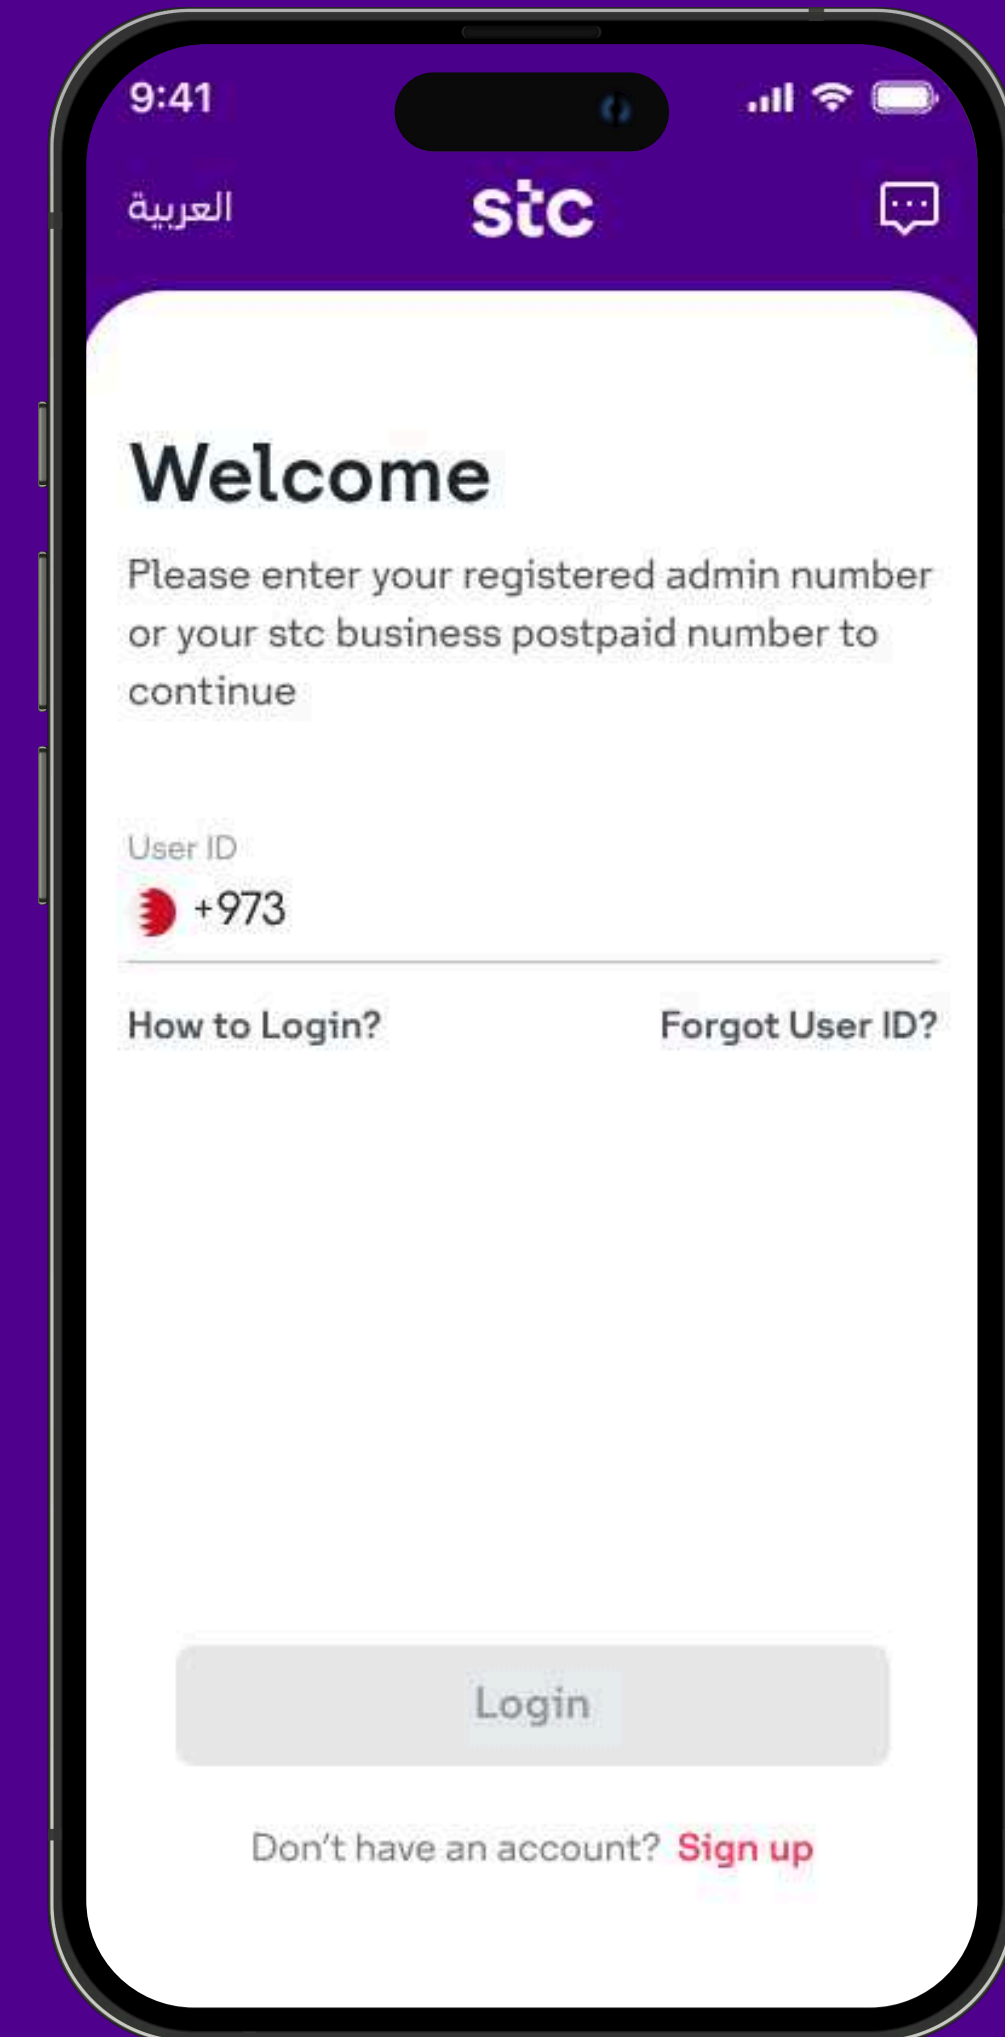 9:41
العربية
stc
Welcome
Please enter your registered admin number
or your stc business postpaid number to
continue
User ID
+973
How to Login?
Forgot User ID?
Login
Don't have an account? Sign up